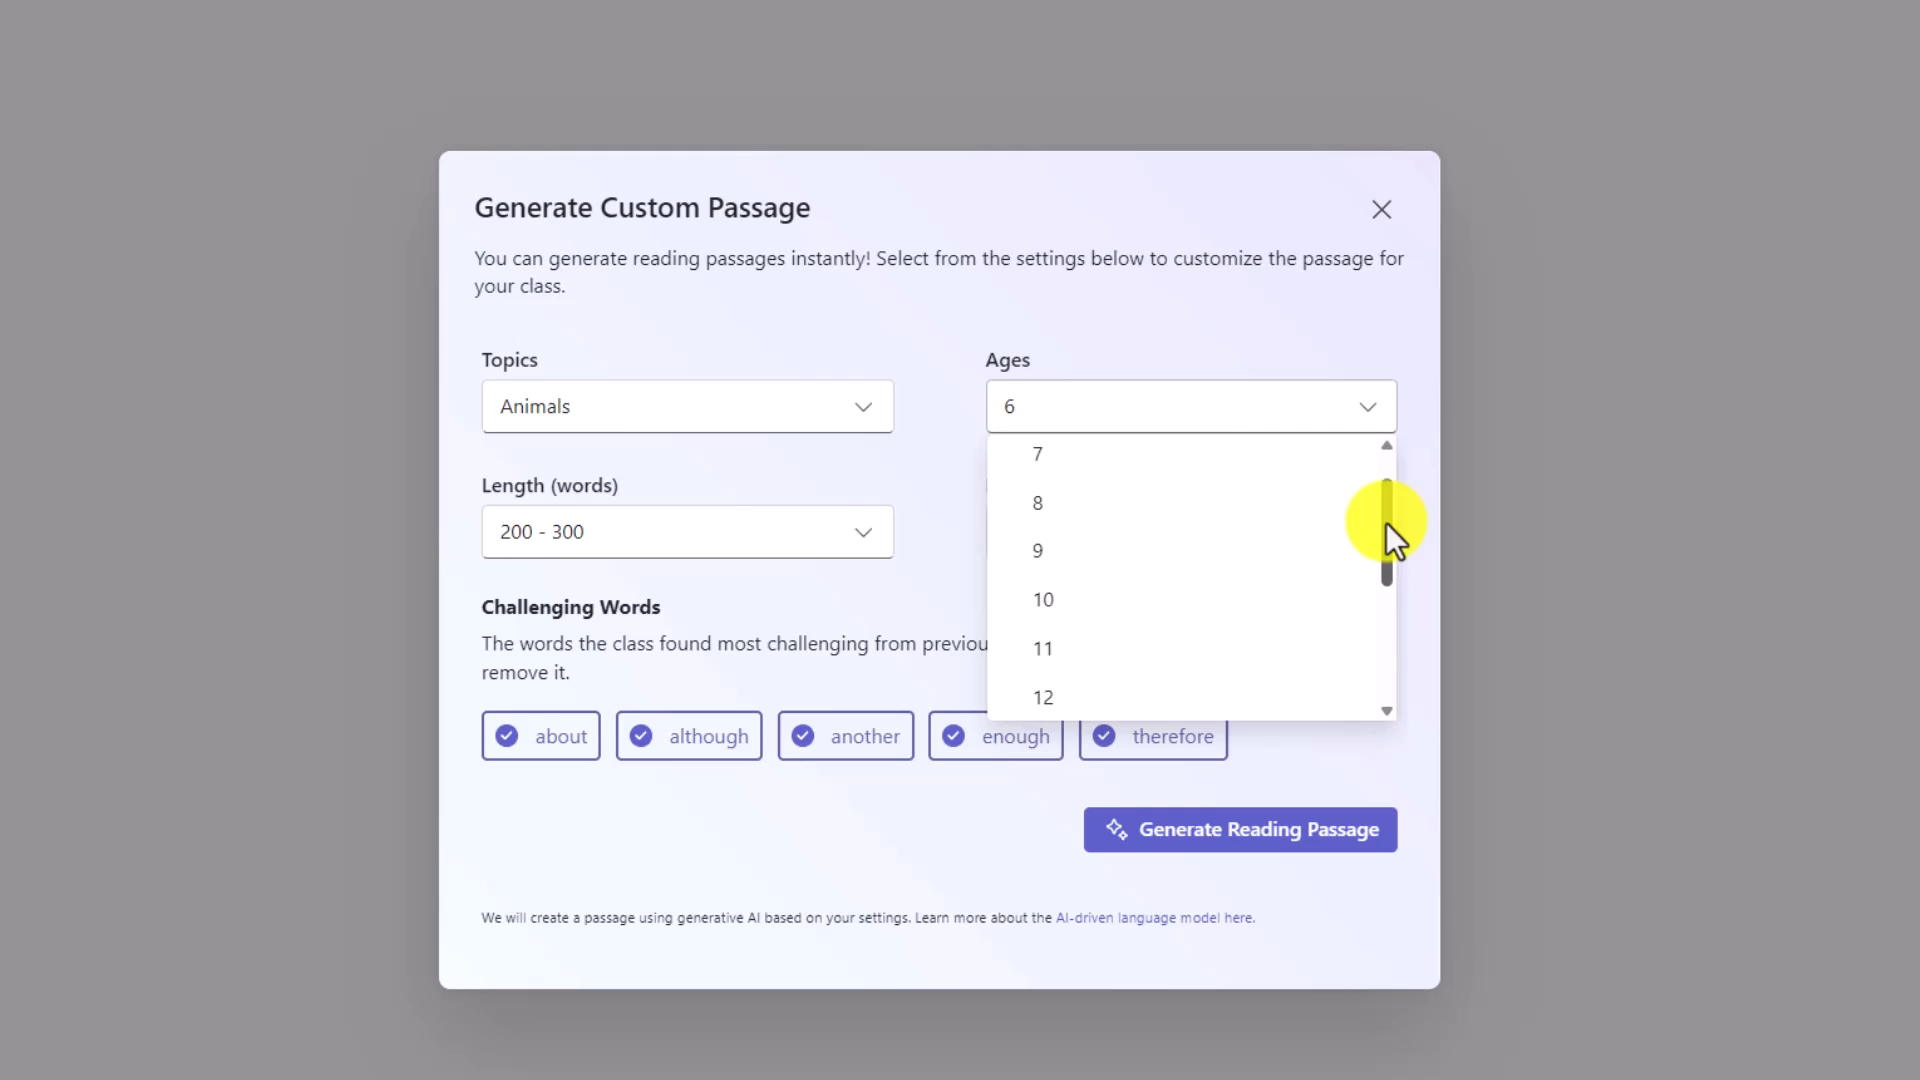 Generate Custom Passage
You can generate reading passages instantly! Select from the settings below to customize the passage for
your class.
Topics
Animals
Ages
6
7
8
9
10
11
12
Length (words)
200 - 300
Challenging Words
The words the class found most challenging from previou
remove it.
about
although
another
enough
therefore
Generate Reading Passage
We will create a passage using generative AI based on your settings. Learn more about the AI-driven language model here.